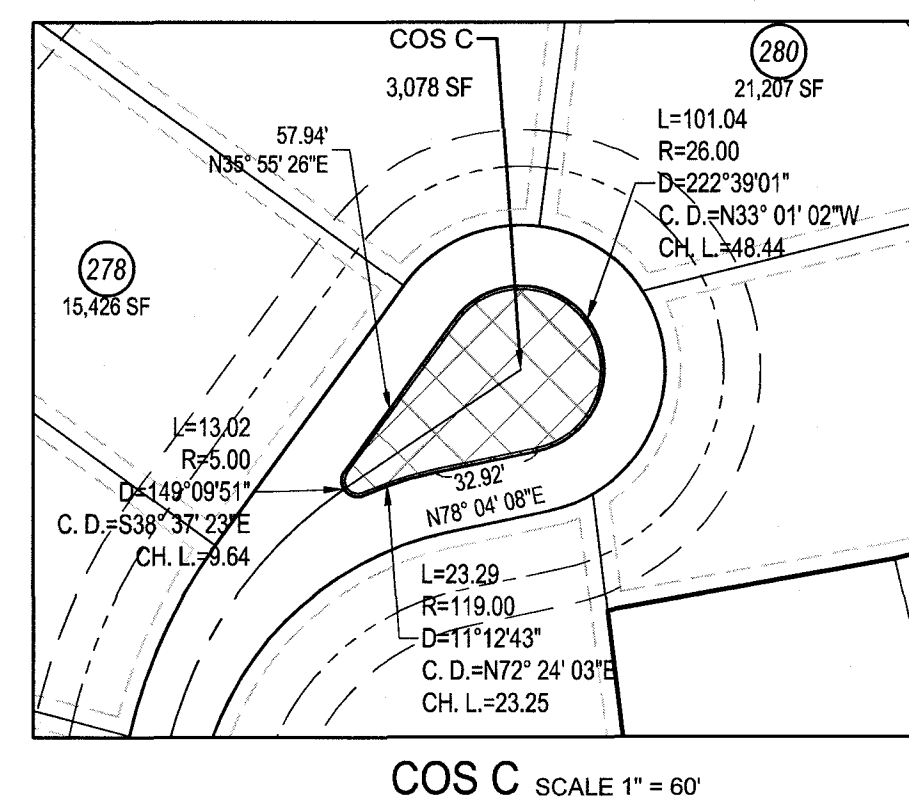 COS C
3,078 SF
280
21,207 SF
57.94'
N35° 55' 26"E
L=101.04
R=26.00
D=222°39'01"
C. D.=N33° 01' 02"W
CH. L.=48.44
278
15,426 SF
L=13.02
R=5.00
D=149°09'51"
C. D.=S38° 37' 23"E
CH. L.=9.64
32.92'
N78° 04' 08"E
L=23.29
R=119.00
D=11°12'43"
C. D.=N72° 24' 03"E
CH. L.=23.25
COS C SCALE 1" = 60'